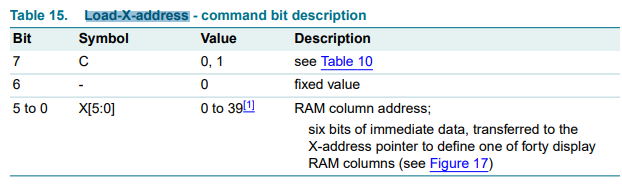 Table 15. Load-X-address - command bit description
Bit Symbol Value Description
7 C 0, 1 see Table 10
6 - 0 fixed value
5 to 0 X[5:0] 0 to 39[1] RAM column address;
six bits of immediate data, transferred to the
X-address pointer to define one of forty display
RAM columns (see Figure 17)